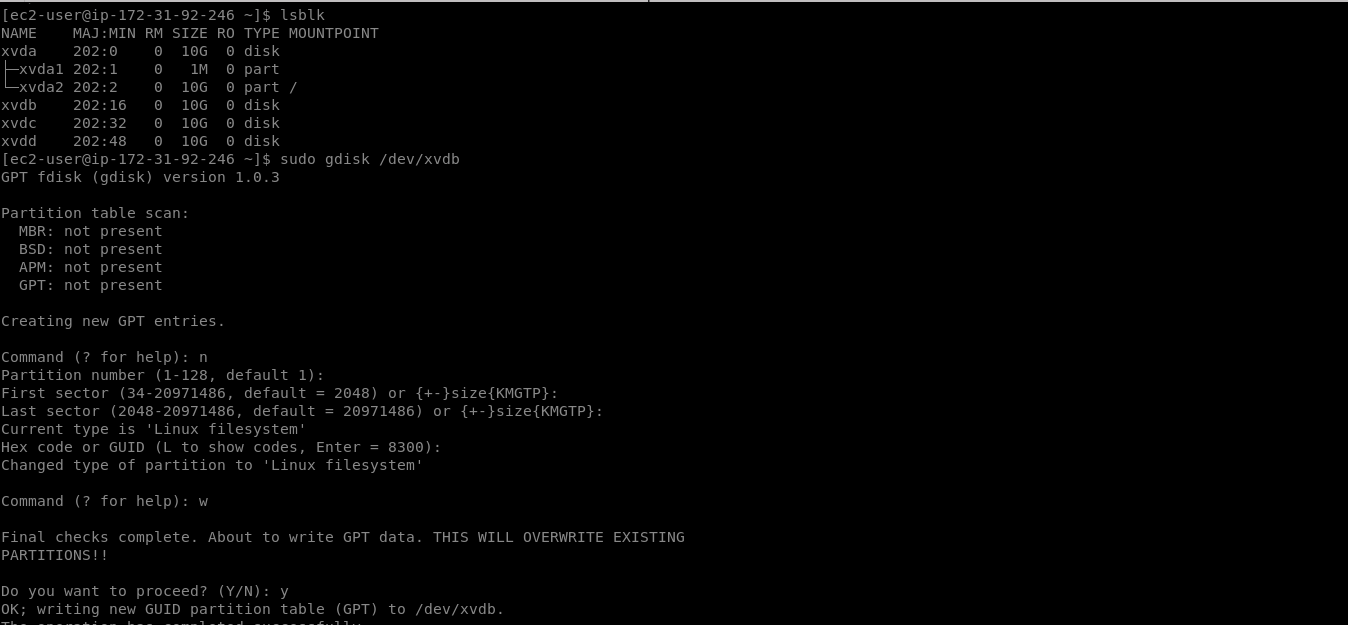 [ec2-user@ip-172-31-92-246 ~]$ lsblk
NAME    MAJ:MIN RM SIZE RO TYPE MOUNTPOINT
xvda    202:0    0  10G  0 disk
├─xvda1 202:1    0   1M  0 part
└─xvda2 202:2    0  10G  0 part /
xvdb    202:16   0  10G  0 disk
xvdc    202:32   0  10G  0 disk
xvdd    202:48   0  10G  0 disk
[ec2-user@ip-172-31-92-246 ~]$ sudo gdisk /dev/xvdb
GPT fdisk (gdisk) version 1.0.3
Partition table scan:
  MBR: not present
  BSD: not present
  APM: not present
  GPT: not present
Creating new GPT entries.
Command (? for help): n
Partition number (1-128, default 1):
First sector (34-20971486, default = 2048) or {+-}size{KMGTP}:
Last sector (2048-20971486, default = 20971486) or {+-}size{KMGTP}:
Current type is 'Linux filesystem'
Hex code or GUID (L to show codes, Enter = 8300):
Changed type of partition to 'Linux filesystem'
Command (? for help): w
Final checks complete. About to write GPT data. THIS WILL OVERWRITE EXISTING
PARTITIONS!!
Do you want to proceed? (Y/N): y
OK; writing new GUID partition table (GPT) to /dev/xvdb.
The operation has completed successfully.